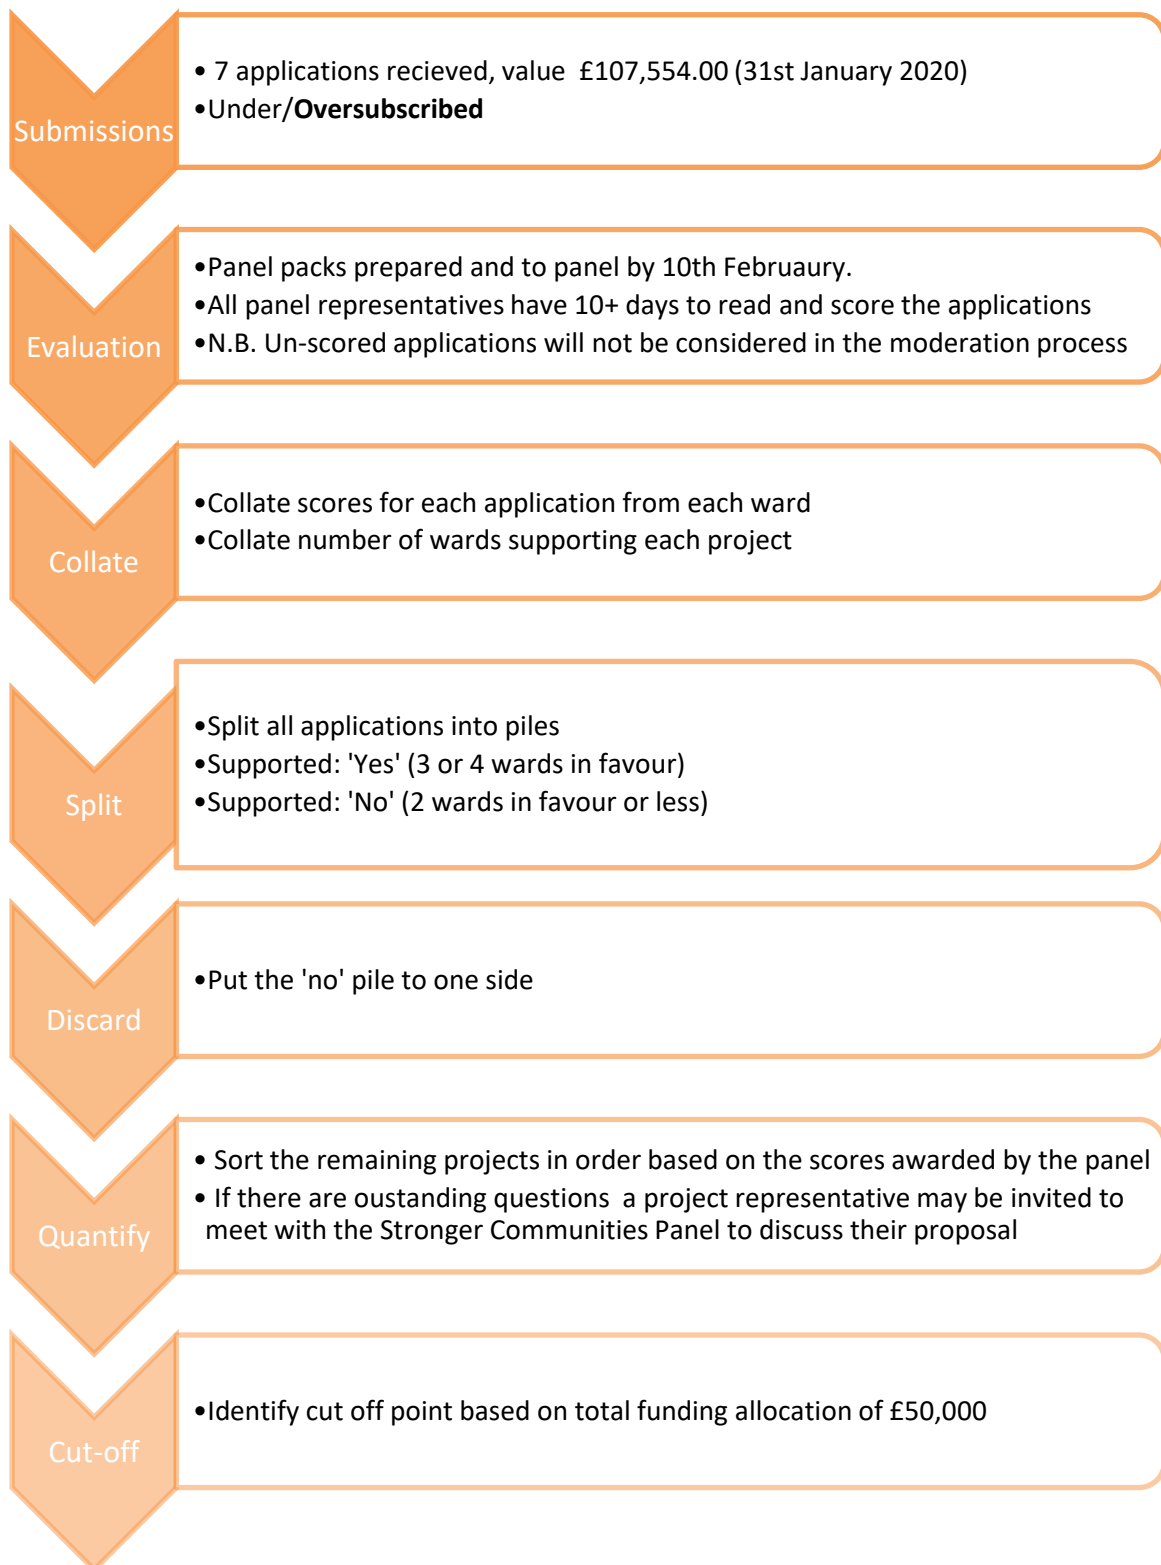 Submissions
• 7 applications recieved, value £107,554.00 (31st January 2020)
•Under/Oversubscribed
Evaluation
•Panel packs prepared and to panel by 10th Februaury.
•All panel representatives have 10+ days to read and score the applications
•N.B. Un-scored applications will not be considered in the moderation process
Collate
•Collate scores for each application from each ward
•Collate number of wards supporting each project
Split
•Split all applications into piles
•Supported: 'Yes' (3 or 4 wards in favour)
•Supported: 'No' (2 wards in favour or less)
Discard
•Put the 'no' pile to one side
Quantify
• Sort the remaining projects in order based on the scores awarded by the panel
• If there are oustanding questions a project representative may be invited to
meet with the Stronger Communities Panel to discuss their proposal
Cut-off
•Identify cut off point based on total funding allocation of £50,000